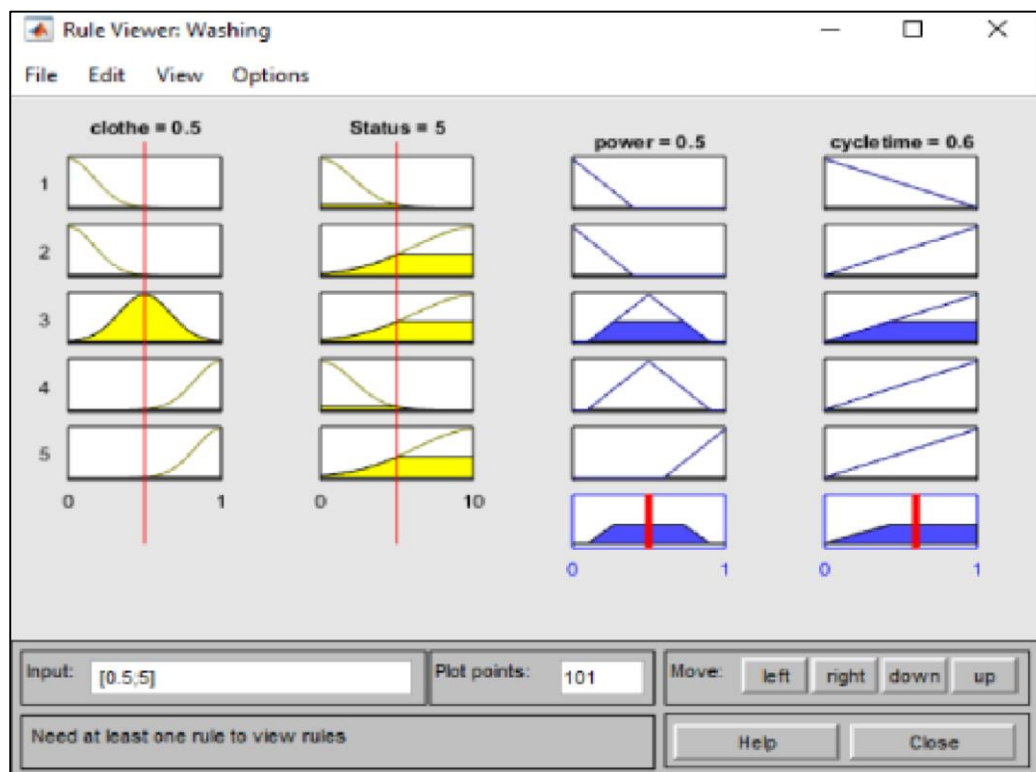 Rule Viewer: Washing
File Edit View Options
clothe = 0.5 Status = 5 power = 0.5 cycletime = 0.6
1
2
3
4
5
0 1 0 10
0 1 0 1
Input: [0.5;5] Plot points: 101 Move: left right down up
Need at least one rule to view rules Help Close